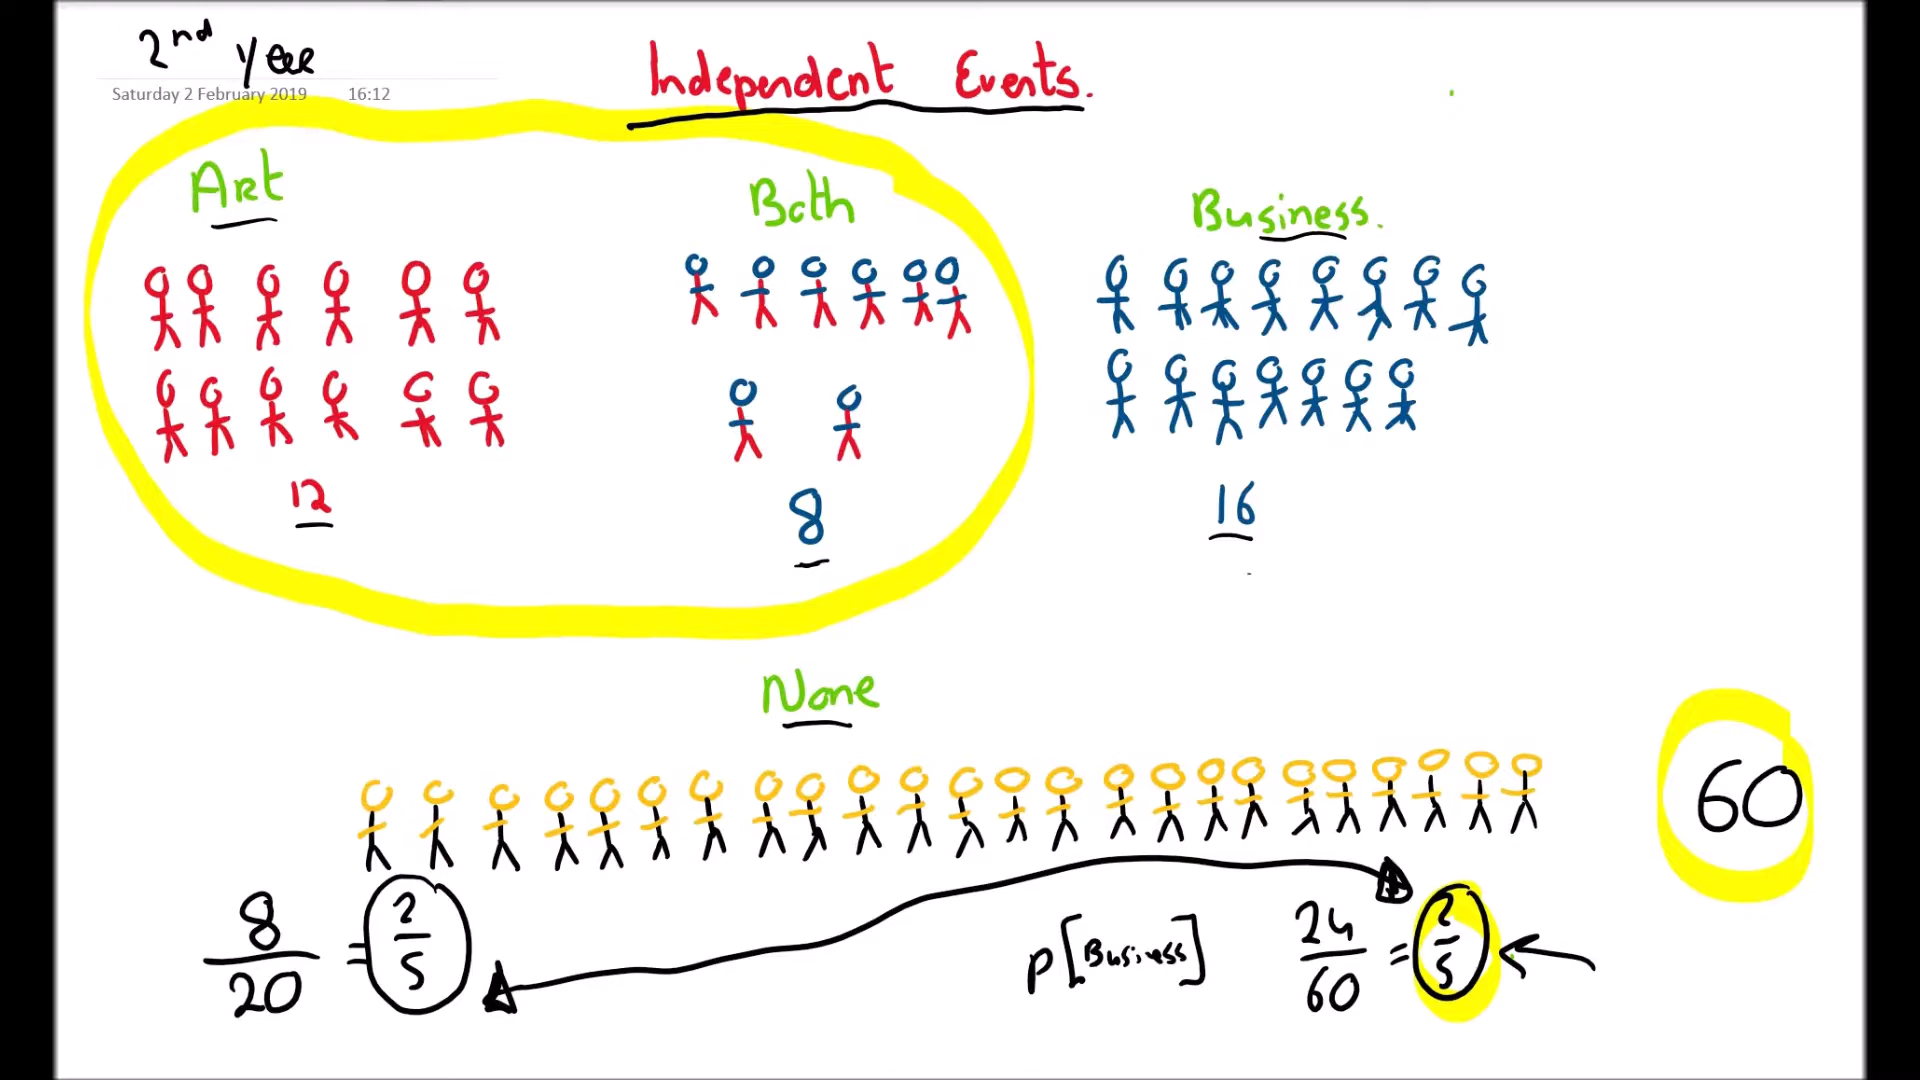 2nd year
Independent Events.
Saturday 2 February 2019 16:12
Art
Both
Business.
12
8
16
None
60
8/20 = 2/5
P[Business] 24/60 = 2/5